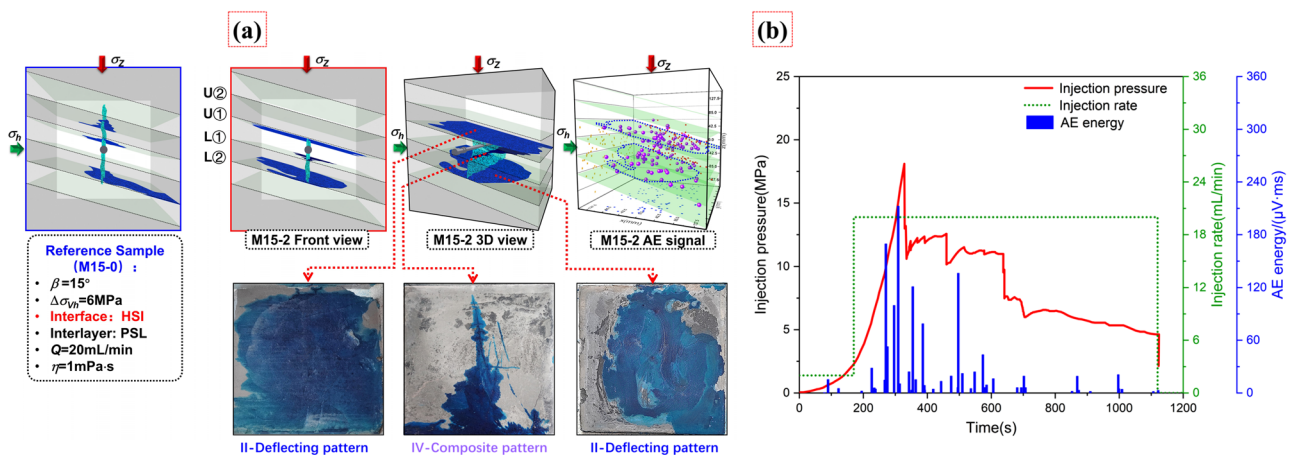 (a)
(b)
σz
σz
σz
σz
U②
U①
L①
L②
σh
σh
σh
M15-2 Front view
M15-2 3D view
M15-2 AE signal
Reference Sample
(M15-0) :
• β=15°
• ΔσVh=6MPa
• Interface: HSI
• Interlayer: PSL
• Q=20mL/min
• η=1mPa·s
II-Deflecting pattern
IV-Composite pattern
II-Deflecting pattern
Injection pressure
Injection rate
AE energy
Injection pressure(MPa)
25
20
15
10
5
0
0
200
400
600
800
1000
1200
Time(s)
36
30
24
18
12
6
0
Injection rate(mL/min)
360
300
240
180
120
60
0
AE energy/(μV·ms)